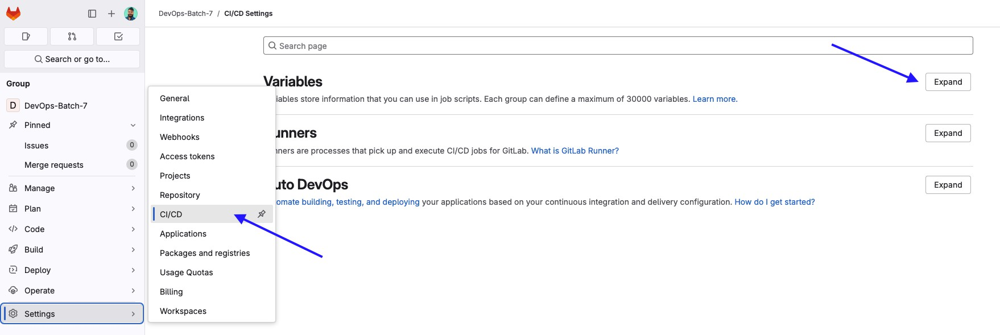 DevOps-Batch-7 / CI/CD Settings
Search or go to...
Group
D DevOps-Batch-7
Pinned
Issues 0
Merge requests 0
Manage
Plan
Code
Build
Deploy
Operate
Settings
General
Integrations
Webhooks
Access tokens
Projects
Repository
CI/CD
Applications
Packages and registries
Usage Quotas
Billing
Workspaces
Search page
Variables
Expand
iables store information that you can use in job scripts. Each group can define a maximum of 30000 variables. Learn more.
unners
Expand
nners are processes that pick up and execute CI/CD jobs for GitLab. What is GitLab Runner?
uto DevOps
Expand
omate building, testing, and deploying your applications based on your continuous integration and delivery configuration. How do I get started?